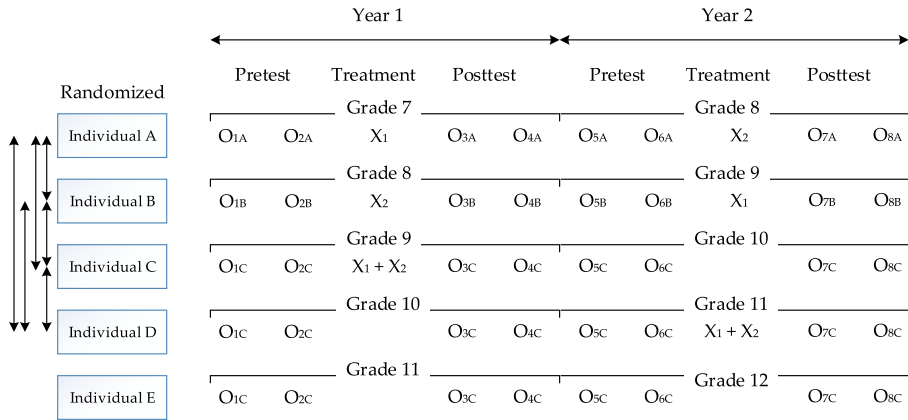 Year 1 Year 2
Pretest Treatment Posttest Pretest Treatment Posttest
Randomized
Grade 7 Grade 8
Individual A O1A O2A X1 O3A O4A O5A O6A X2 O7A O8A
Grade 8 Grade 9
Individual B O1B O2B X2 O3B O4B O5B O6B X1 O7B O8B
Grade 9 Grade 10
Individual C O1C O2C X1 + X2 O3C O4C O5C O6C O7C O8C
Grade 10 Grade 11
Individual D O1C O2C O3C O4C O5C O6C X1 + X2 O7C O8C
Grade 11 Grade 12
Individual E O1C O2C O3C O4C O5C O6C O7C O8C